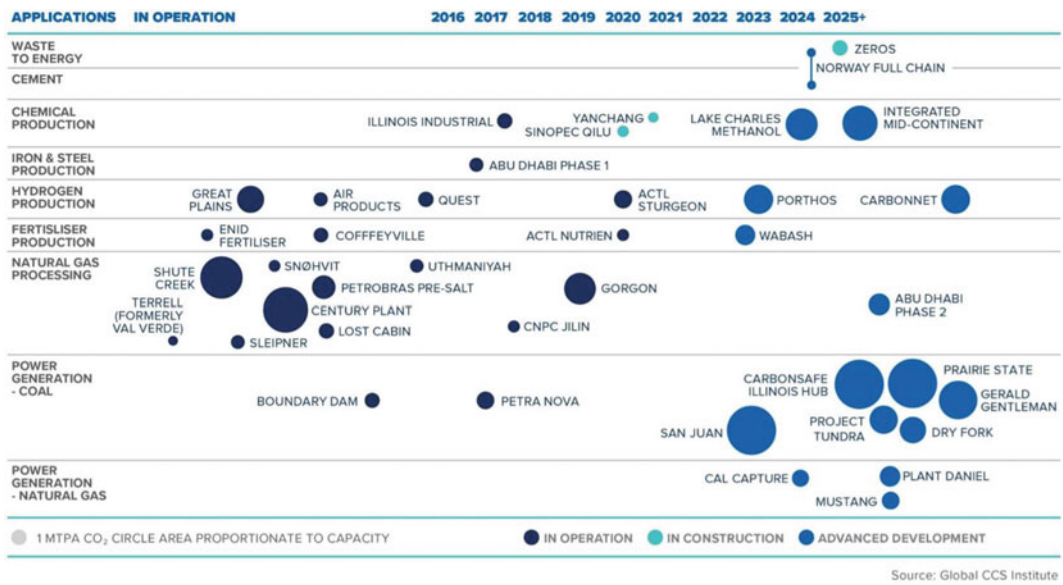 APPLICATIONS IN OPERATION 2016 2017 2018 2019 2020 2021 2022 2023 2024 2025+
WASTE
TO ENERGY
ZEROS
NORWAY FULL CHAIN
CEMENT
CHEMICAL
PRODUCTION
ILLINOIS INDUSTRIAL
YANCHANG
SINOPEC QILU
LAKE CHARLES
METHANOL
INTEGRATED
MID-CONTINENT
IRON & STEEL
PRODUCTION
ABU DHABI PHASE 1
HYDROGEN
PRODUCTION
GREAT
PLAINS
AIR
PRODUCTS
QUEST
ACTL
STURGEON
PORTHOS
CARBONNET
FERTISLISER
PRODUCTION
ENID
FERTILISER
COFFFEYVILLE
ACTL NUTRIEN
WABASH
NATURAL GAS
PROCESSING
SHUTE
CREEK
SNØHVIT
UTHMANIYAH
PETROBRAS PRE-SALT
GORGON
TERRELL
(FORMERLY
VAL VERDE)
CENTURY PLANT
LOST CABIN
SLEIPNER
CNPC JILIN
ABU DHABI
PHASE 2
POWER
GENERATION
- COAL
BOUNDARY DAM
PETRA NOVA
SAN JUAN
CARBONSAFE
ILLINOIS HUB
PRAIRIE STATE
GERALD
GENTLEMAN
PROJECT
TUNDRA
DRY FORK
POWER
GENERATION
- NATURAL GAS
CAL CAPTURE
PLANT DANIEL
MUSTANG
1 MTPA CO₂ CIRCLE AREA PROPORTIONATE TO CAPACITY
IN OPERATION
IN CONSTRUCTION
ADVANCED DEVELOPMENT
Source: Global CCS Institute